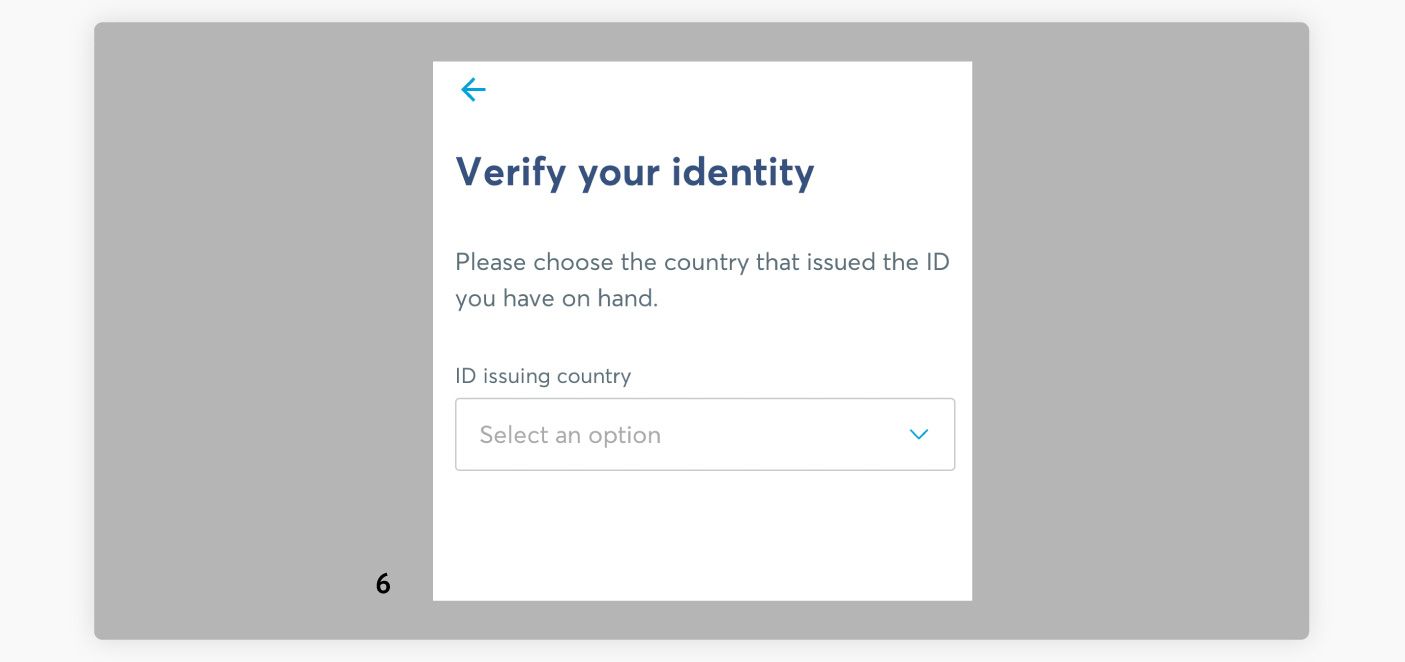 Verify your identity
Please choose the country that issued the ID
you have on hand.
ID issuing country
Select an option
6